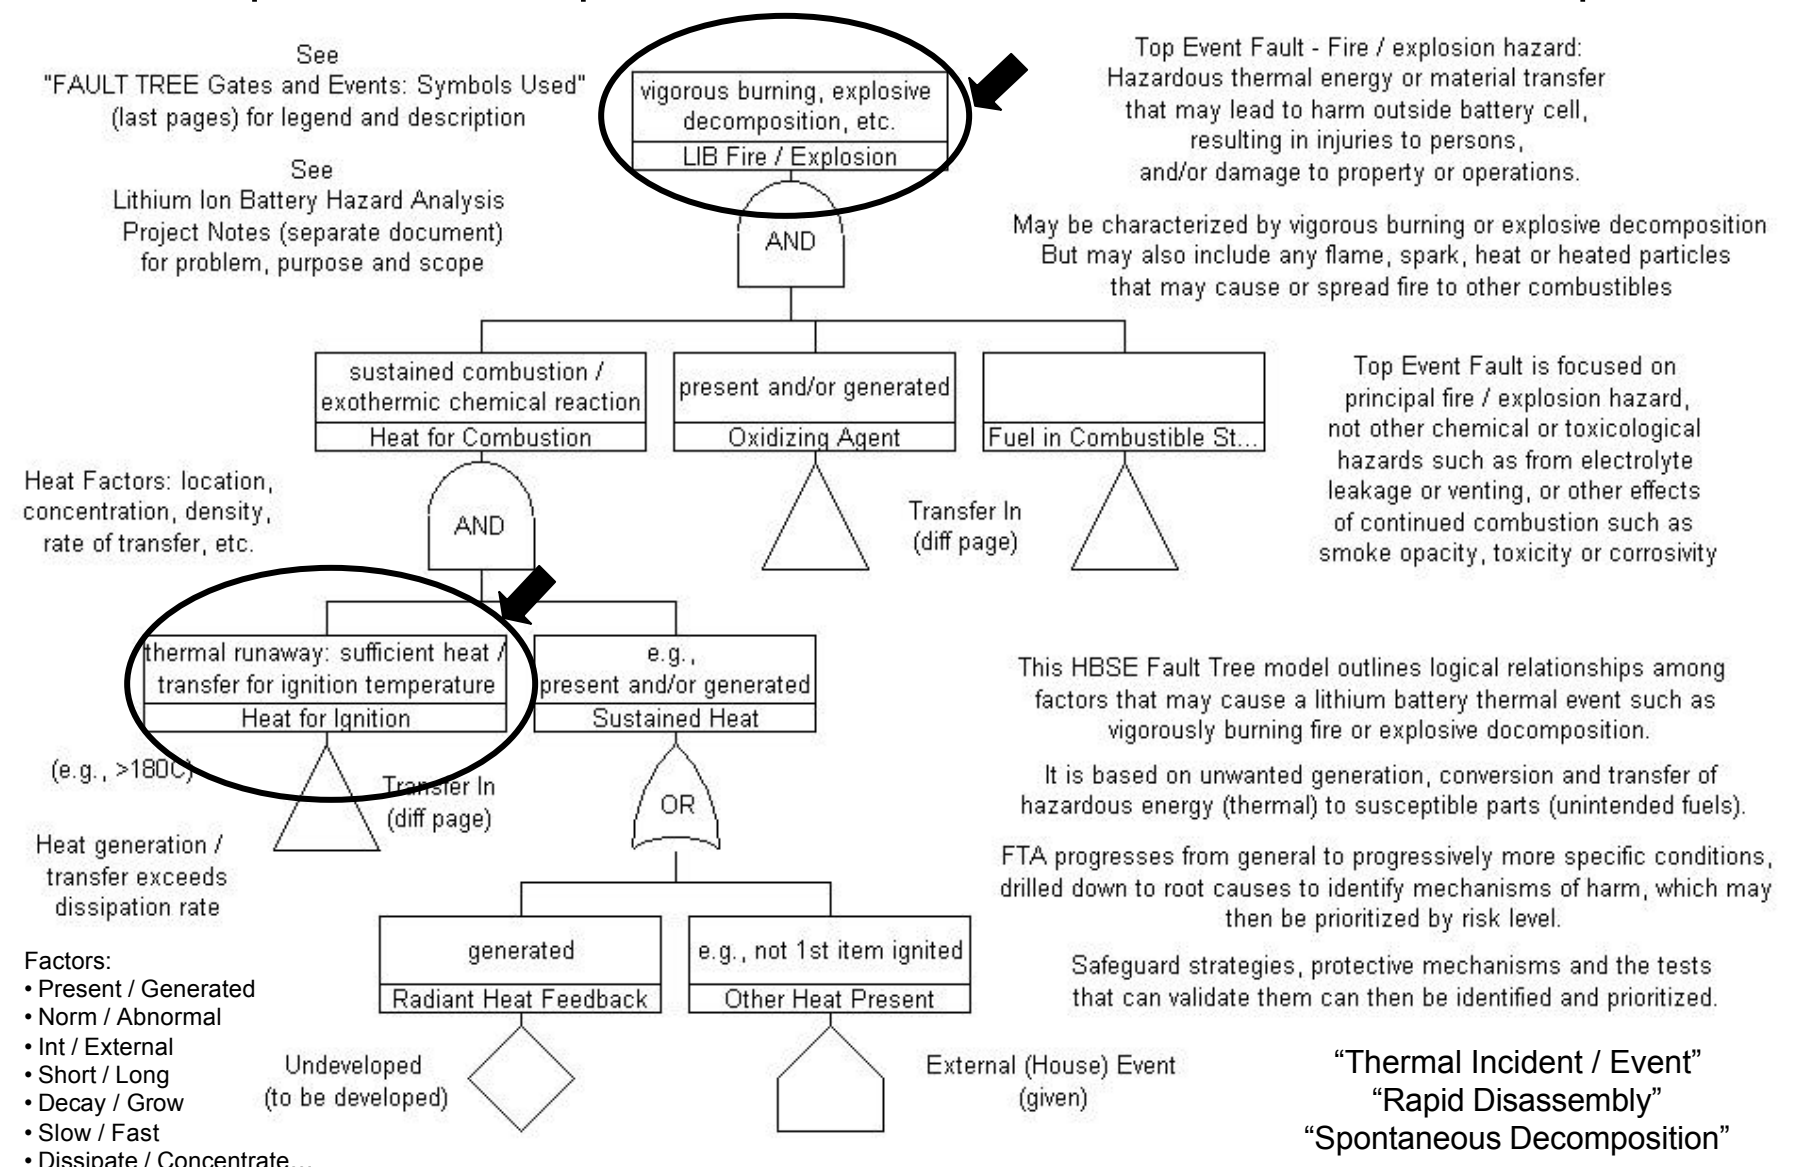 See
"FAULT TREE Gates and Events: Symbols Used"
(last pages) for legend and description
See
Lithium Ion Battery Hazard Analysis
Project Notes (separate document)
for problem, purpose and scope
vigorous burning, explosive
decomposition, etc.
LIB Fire / Explosion
AND
Top Event Fault - Fire / explosion hazard:
Hazardous thermal energy or material transfer
that may lead to harm outside battery cell,
resulting in injuries to persons,
and/or damage to property or operations.
May be characterized by vigorous burning or explosive decomposition
But may also include any flame, spark, heat or heated particles
that may cause or spread fire to other combustibles
sustained combustion /
exothermic chemical reaction
Heat for Combustion
present and/or generated
Oxidizing Agent
Fuel in Combustible St...
Top Event Fault is focused on
principal fire / explosion hazard,
not other chemical or toxicological
hazards such as from electrolyte
leakage or venting, or other effects
of continued combustion such as
smoke opacity, toxicity or corrosivity
Heat Factors: location,
concentration, density,
rate of transfer, etc.
AND
Transfer In
(diff page)
thermal runaway: sufficient heat /
transfer for ignition temperature
Heat for Ignition
e.g.,
present and/or generated
Sustained Heat
(e.g., >180C)
Transfer In
(diff page)
OR
Heat generation /
transfer exceeds
dissipation rate
This HBSE Fault Tree model outlines logical relationships among
factors that may cause a lithium battery thermal event such as
vigorously burning fire or explosive docomposition.
It is based on unwanted generation, conversion and transfer of
hazardous energy (thermal) to susceptible parts (unintended fuels).
FTA progresses from general to progressively more specific conditions,
drilled down to root causes to identify mechanisms of harm, which may
then be prioritized by risk level.
Safeguard strategies, protective mechanisms and the tests
that can validate them can then be identified and prioritized.
generated
Radiant Heat Feedback
e.g., not 1st item ignited
Other Heat Present
Undeveloped
(to be developed)
External (House) Event
(given)
Factors:
• Present / Generated
• Norm / Abnormal
• Int / External
• Short / Long
• Decay / Grow
• Slow / Fast
• Dissipate / Concentrate...
“Thermal Incident / Event”
“Rapid Disassembly”
“Spontaneous Decomposition”